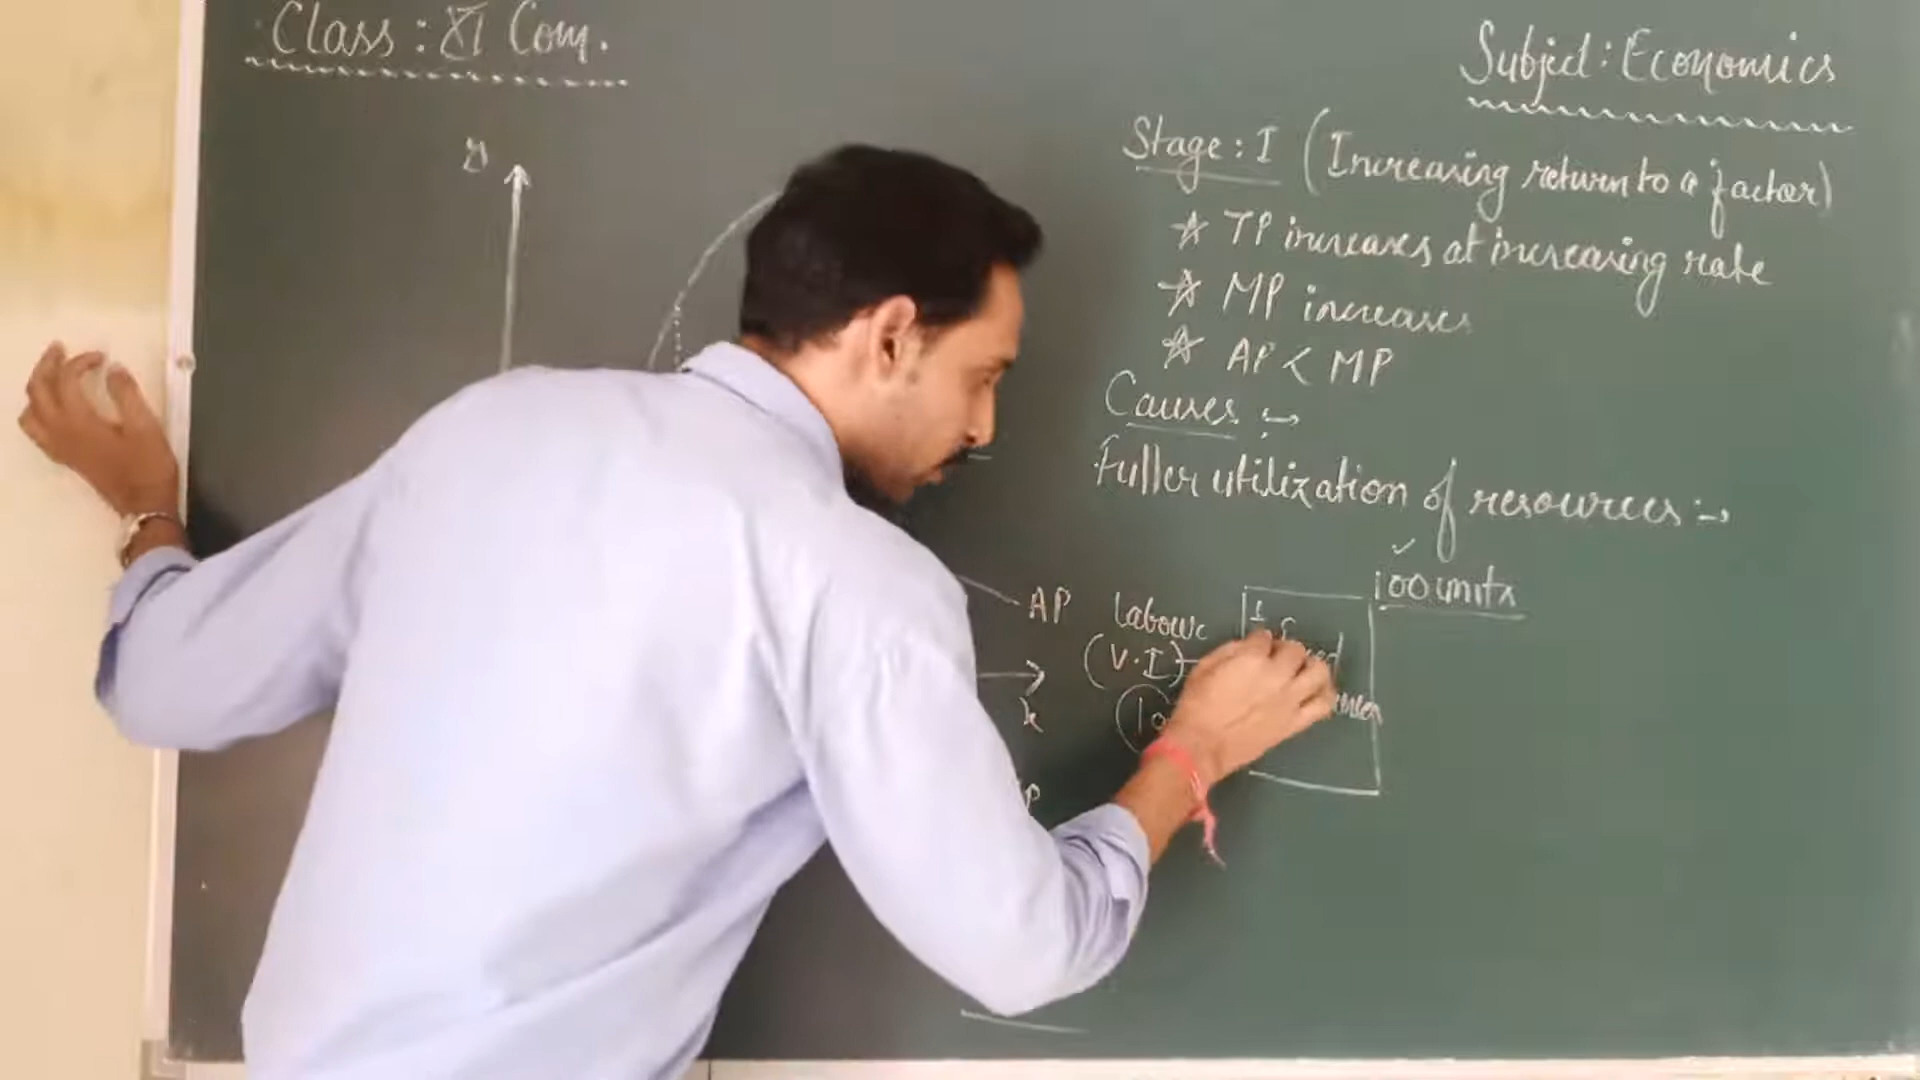 Class : XI Com.
Subject : Economics
y
Stage : I (Increasing return to a factor)
☆ TP increases at increasing rate
☆ MP increases
☆ AP < MP
Causes :→
Fuller utilization of resources :→
100 units
AP
labour
(V.I)
x